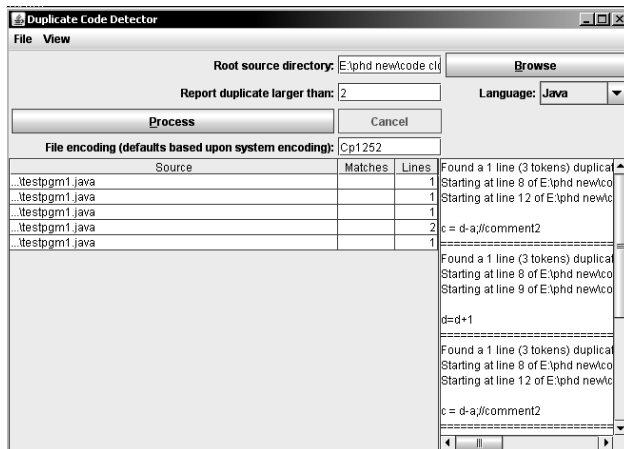 Duplicate Code Detector
File View
Root source directory: E:\phd new\code clo Browse
Report duplicate larger than: 2 Language: Java
Process Cancel
File encoding (defaults based upon system encoding): Cp1252
Source Matches Lines
...\testpgm1.java 1
...\testpgm1.java 1
...\testpgm1.java 1
...\testpgm1.java 2
...\testpgm1.java 1
Found a 1 line (3 tokens) duplicat
Starting at line 8 of E:\phd new\co
Starting at line 12 of E:\phd new\c
c = d-a;//comment2
==========================
Found a 1 line (3 tokens) duplicat
Starting at line 8 of E:\phd new\co
Starting at line 9 of E:\phd new\co
d=d+1
==========================
Found a 1 line (3 tokens) duplicat
Starting at line 8 of E:\phd new\co
Starting at line 12 of E:\phd new\c
c = d-a;//comment2
==========================